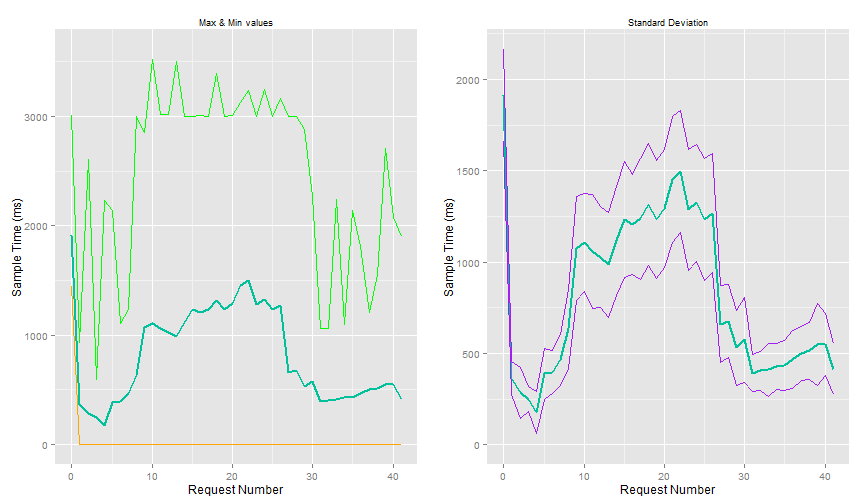 Max & Min values
Sample Time (ms)
3000
2000
1000
0
0 10 20 30 40
Request Number
Standard Deviation
Sample Time (ms)
2000
1500
1000
500
0
0 10 20 30 40
Request Number